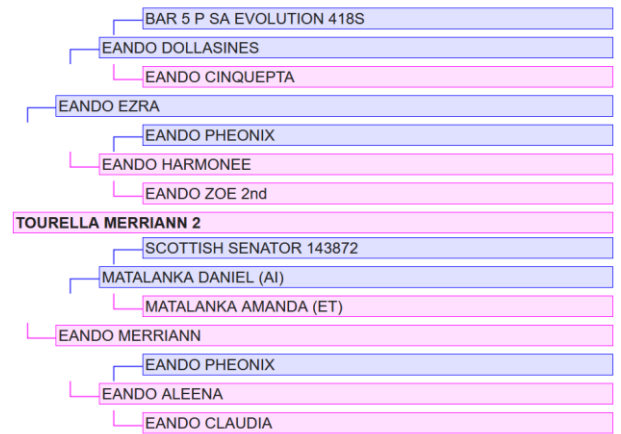 BAR 5 P SA EVOLUTION 418S
EANDO DOLLASINES
EANDO CINQUEPTA
EANDO EZRA
EANDO PHEONIX
EANDO HARMONEE
EANDO ZOE 2nd
TOURELLA MERRIANN 2
SCOTTISH SENATOR 143872
MATALANKA DANIEL (AI)
MATALANKA AMANDA (ET)
EANDO MERRIANN
EANDO PHEONIX
EANDO ALEENA
EANDO CLAUDIA